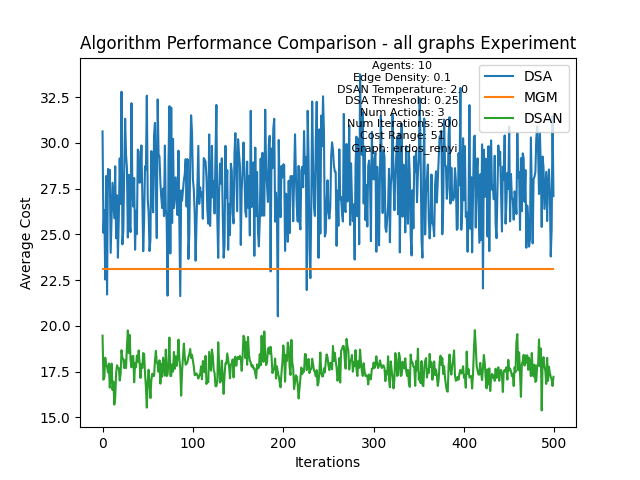 Algorithm Performance Comparison - all graphs Experiment
Agents: 10
Edge Density: 0.1
DSAN Temperature: 2.0
DSA Threshold: 0.25
Num Actions: 3
Num Iterations: 500
Cost Range: 51
Graph: erdos_renyi
DSA
MGM
DSAN
Average Cost
32.5
30.0
27.5
25.0
22.5
20.0
17.5
15.0
0
100
200
300
400
500
Iterations